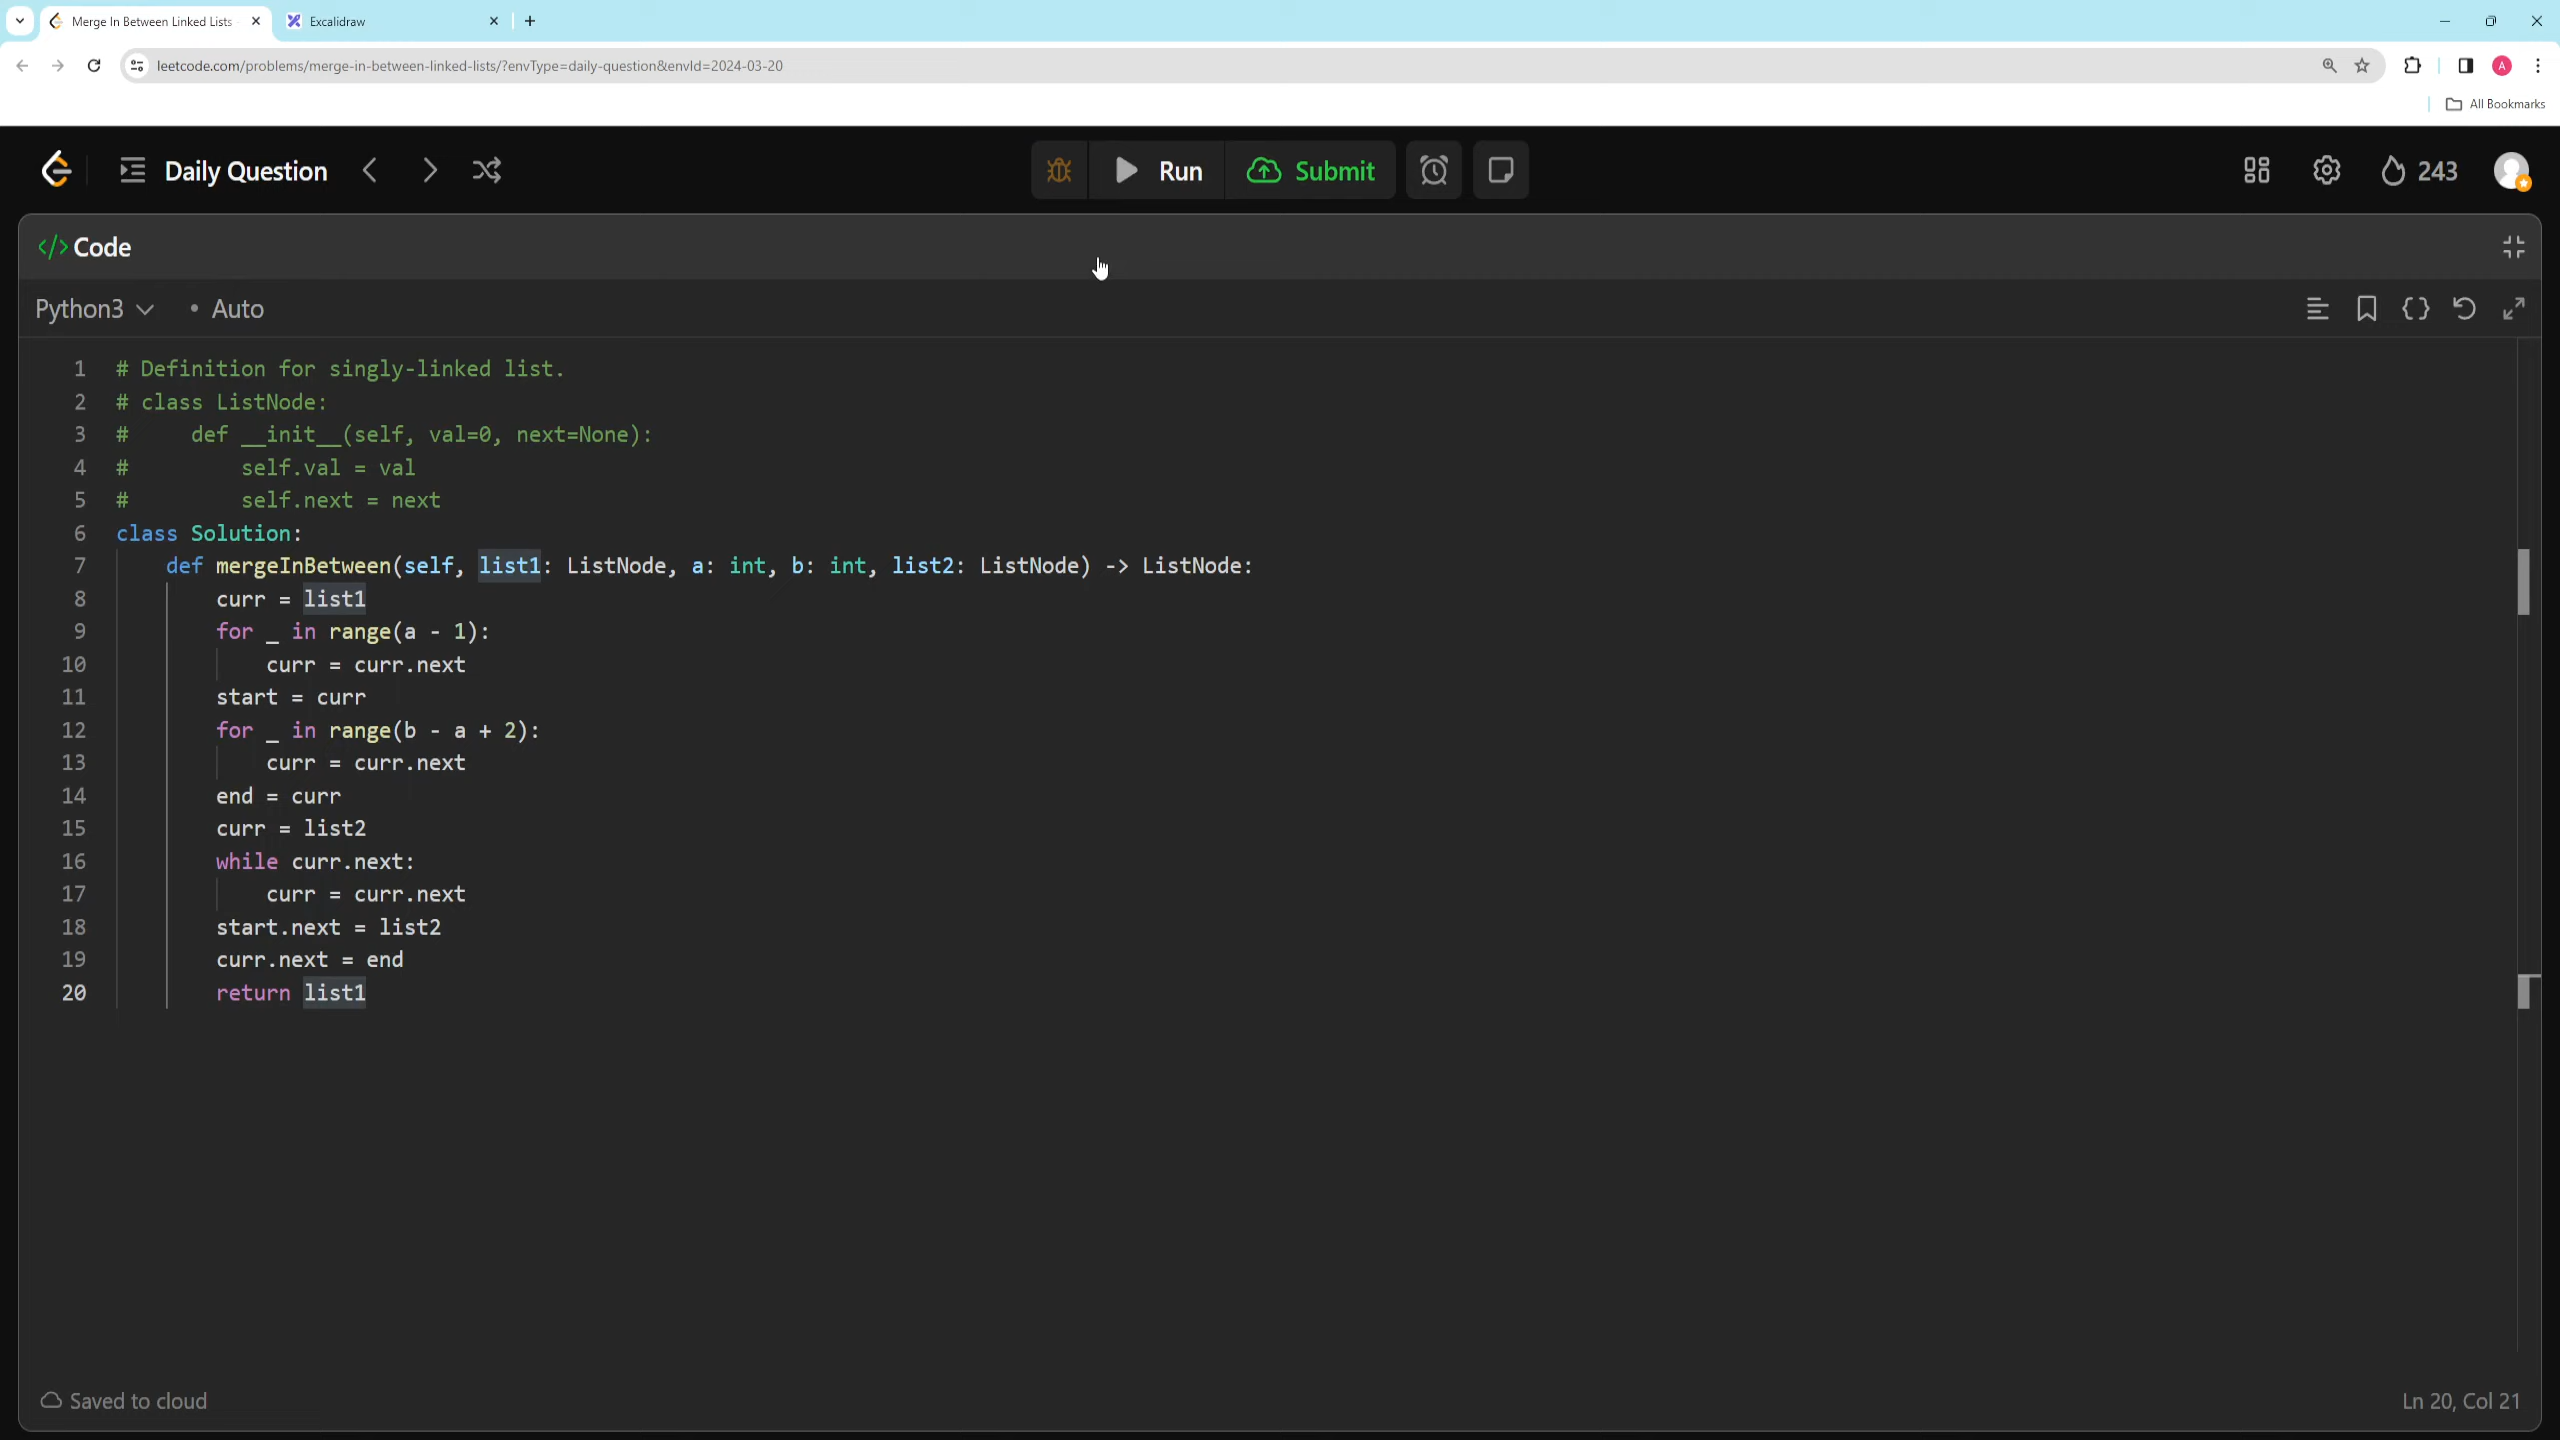 Merge In Between Linked Lists
Excalidraw
leetcode.com/problems/merge-in-between-linked-lists/?envType=daily-question&envId=2024-03-20
A
All Bookmarks
Daily Question
Run
Submit
243
</> Code
Python3 • Auto
1 # Definition for singly-linked list.
2 # class ListNode:
3 #     def __init__(self, val=0, next=None):
4 #         self.val = val
5 #         self.next = next
6 class Solution:
7     def mergeInBetween(self, list1: ListNode, a: int, b: int, list2: ListNode) -> ListNode:
8         curr = list1
9         for _ in range(a - 1):
10             curr = curr.next
11         start = curr
12         for _ in range(b - a + 2):
13             curr = curr.next
14         end = curr
15         curr = list2
16         while curr.next:
17             curr = curr.next
18         start.next = list2
19         curr.next = end
20         return list1
Saved to cloud
Ln 20, Col 21